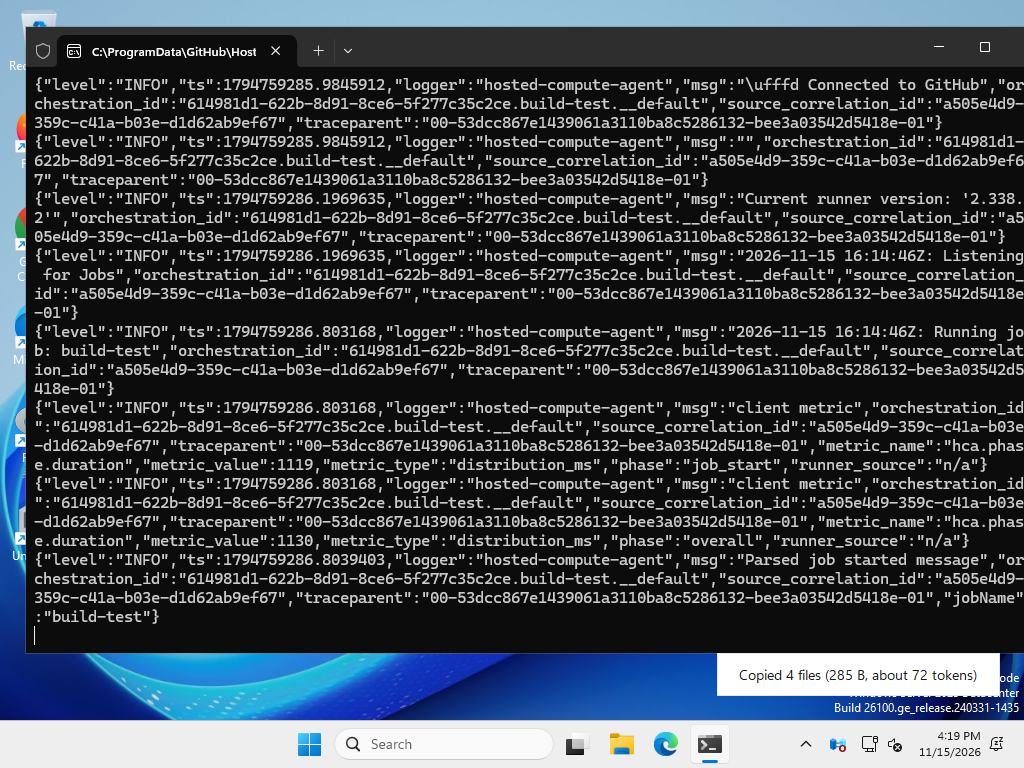 C:\ProgramData\GitHub\Host
{"level":"INFO","ts":1794759285.9845912,"logger":"hosted-compute-agent","msg":"\ufffd Connected to GitHub","or
chestration_id":"614981d1-622b-8d91-8ce6-5f277c35c2ce.build-test.__default","source_correlation_id":"a505e4d9-
359c-c41a-b03e-d1d62ab9ef67","traceparent":"00-53dcc867e1439061a3110ba8c5286132-bee3a03542d5418e-01"}
{"level":"INFO","ts":1794759285.9845912,"logger":"hosted-compute-agent","msg":"","orchestration_id":"614981d1-
622b-8d91-8ce6-5f277c35c2ce.build-test.__default","source_correlation_id":"a505e4d9-359c-c41a-b03e-d1d62ab9ef6
7","traceparent":"00-53dcc867e1439061a3110ba8c5286132-bee3a03542d5418e-01"}
{"level":"INFO","ts":1794759286.1969635,"logger":"hosted-compute-agent","msg":"Current runner version: '2.338.
2'","orchestration_id":"614981d1-622b-8d91-8ce6-5f277c35c2ce.build-test.__default","source_correlation_id":"a5
05e4d9-359c-c41a-b03e-d1d62ab9ef67","traceparent":"00-53dcc867e1439061a3110ba8c5286132-bee3a03542d5418e-01"}
{"level":"INFO","ts":1794759286.1969635,"logger":"hosted-compute-agent","msg":"2026-11-15 16:14:46Z: Listening
for Jobs","orchestration_id":"614981d1-622b-8d91-8ce6-5f277c35c2ce.build-test.__default","source_correlation_
id":"a505e4d9-359c-c41a-b03e-d1d62ab9ef67","traceparent":"00-53dcc867e1439061a3110ba8c5286132-bee3a03542d5418e
-01"}
{"level":"INFO","ts":1794759286.803168,"logger":"hosted-compute-agent","msg":"2026-11-15 16:14:46Z: Running jo
b: build-test","orchestration_id":"614981d1-622b-8d91-8ce6-5f277c35c2ce.build-test.__default","source_correlat
ion_id":"a505e4d9-359c-c41a-b03e-d1d62ab9ef67","traceparent":"00-53dcc867e1439061a3110ba8c5286132-bee3a03542d5
418e-01"}
{"level":"INFO","ts":1794759286.803168,"logger":"hosted-compute-agent","msg":"client metric","orchestration_id
":"614981d1-622b-8d91-8ce6-5f277c35c2ce.build-test.__default","source_correlation_id":"a505e4d9-359c-c41a-b03e
-d1d62ab9ef67","traceparent":"00-53dcc867e1439061a3110ba8c5286132-bee3a03542d5418e-01","metric_name":"hca.phas
e.duration","metric_value":1119,"metric_type":"distribution_ms","phase":"job_start","runner_source":"n/a"}
{"level":"INFO","ts":1794759286.803168,"logger":"hosted-compute-agent","msg":"client metric","orchestration_id
":"614981d1-622b-8d91-8ce6-5f277c35c2ce.build-test.__default","source_correlation_id":"a505e4d9-359c-c41a-b03e
-d1d62ab9ef67","traceparent":"00-53dcc867e1439061a3110ba8c5286132-bee3a03542d5418e-01","metric_name":"hca.phas
e.duration","metric_value":1130,"metric_type":"distribution_ms","phase":"overall","runner_source":"n/a"}
{"level":"INFO","ts":1794759286.8039403,"logger":"hosted-compute-agent","msg":"Parsed job started message","or
chestration_id":"614981d1-622b-8d91-8ce6-5f277c35c2ce.build-test.__default","source_correlation_id":"a505e4d9-
359c-c41a-b03e-d1d62ab9ef67","traceparent":"00-53dcc867e1439061a3110ba8c5286132-bee3a03542d5418e-01","jobName"
:"build-test"}
Copied 4 files (285 B, about 72 tokens)
Build 26100.ge_release.240331-1435
Search
4:19 PM
11/15/2026